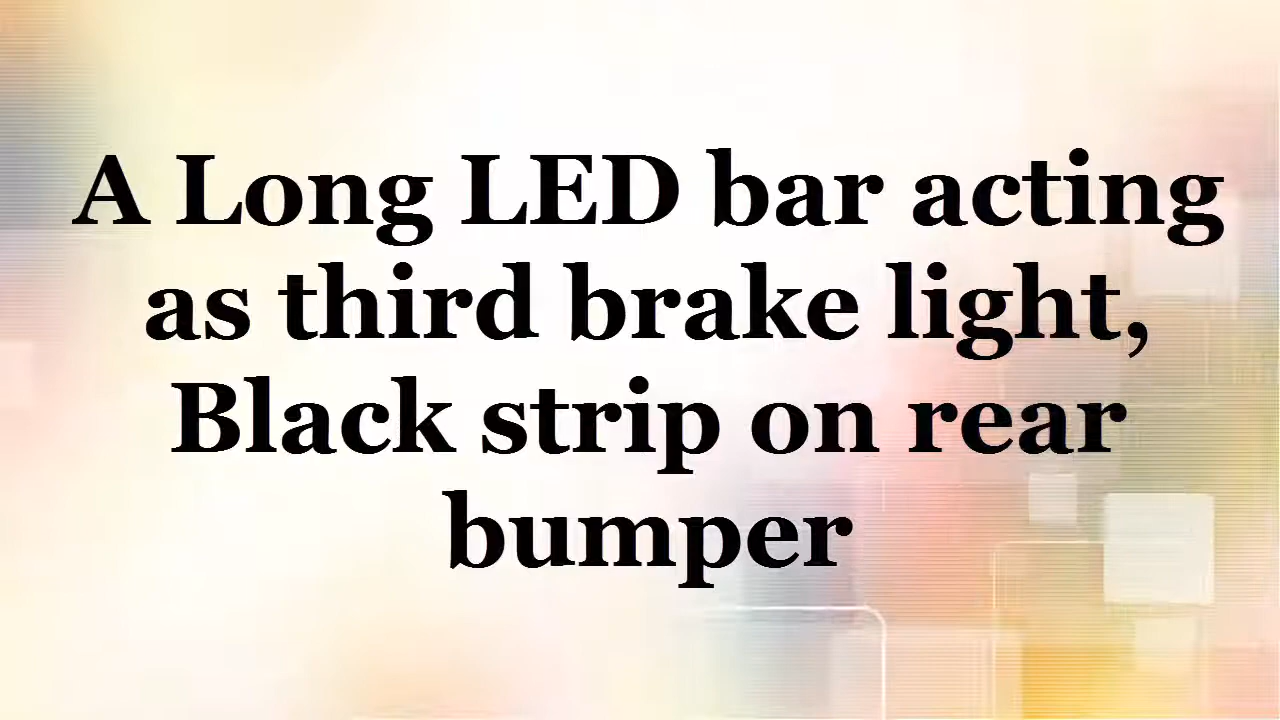 A Long LED bar acting
as third brake light,
Black strip on rear
bumper